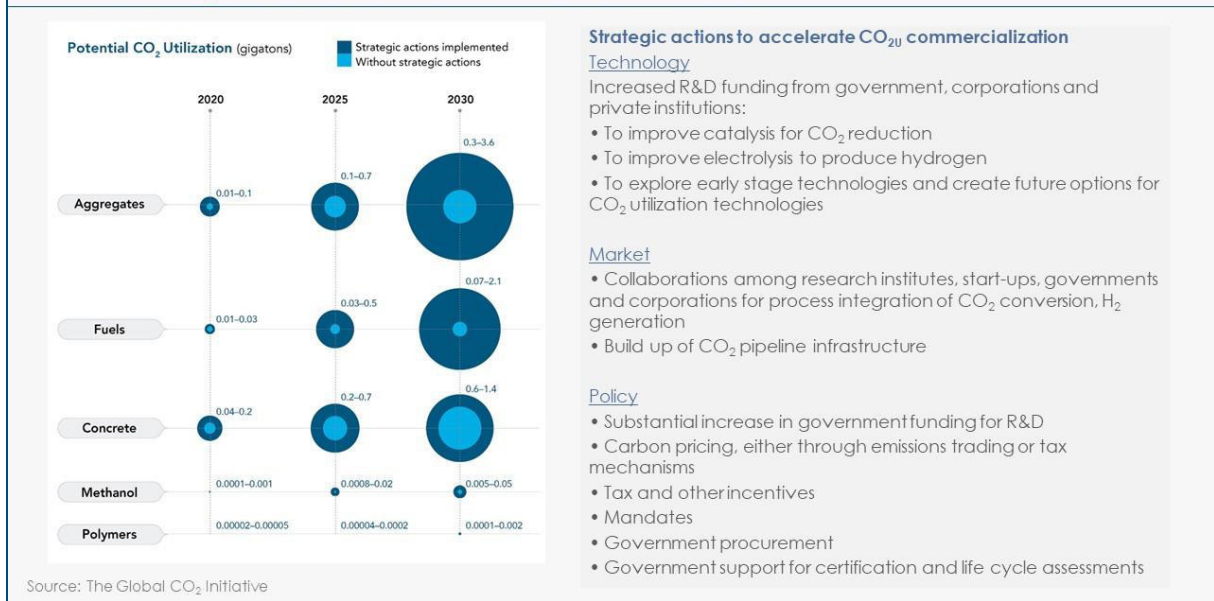 Potential CO₂ Utilization (gigatons)
Strategic actions implemented
Without strategic actions
2020 2025 2030
Aggregates 0.01–0.1 0.1–0.7 0.3–3.6
Fuels 0.01–0.03 0.03–0.5 0.07–2.1
Concrete 0.04–0.2 0.2–0.7 0.6–1.4
Methanol 0.0001–0.001 0.0008–0.02 0.005–0.05
Polymers 0.00002–0.00005 0.00004–0.0002 0.0001–0.002
Source: The Global CO₂ Initiative
Strategic actions to accelerate CO₂ᵤ commercialization
Technology
Increased R&D funding from government, corporations and
private institutions:
• To improve catalysis for CO₂ reduction
• To improve electrolysis to produce hydrogen
• To explore early stage technologies and create future options for
CO₂ utilization technologies
Market
• Collaborations among research institutes, start-ups, governments
and corporations for process integration of CO₂ conversion, H₂
generation
• Build up of CO₂ pipeline infrastructure
Policy
• Substantial increase in government funding for R&D
• Carbon pricing, either through emissions trading or tax
mechanisms
• Tax and other incentives
• Mandates
• Government procurement
• Government support for certification and life cycle assessments